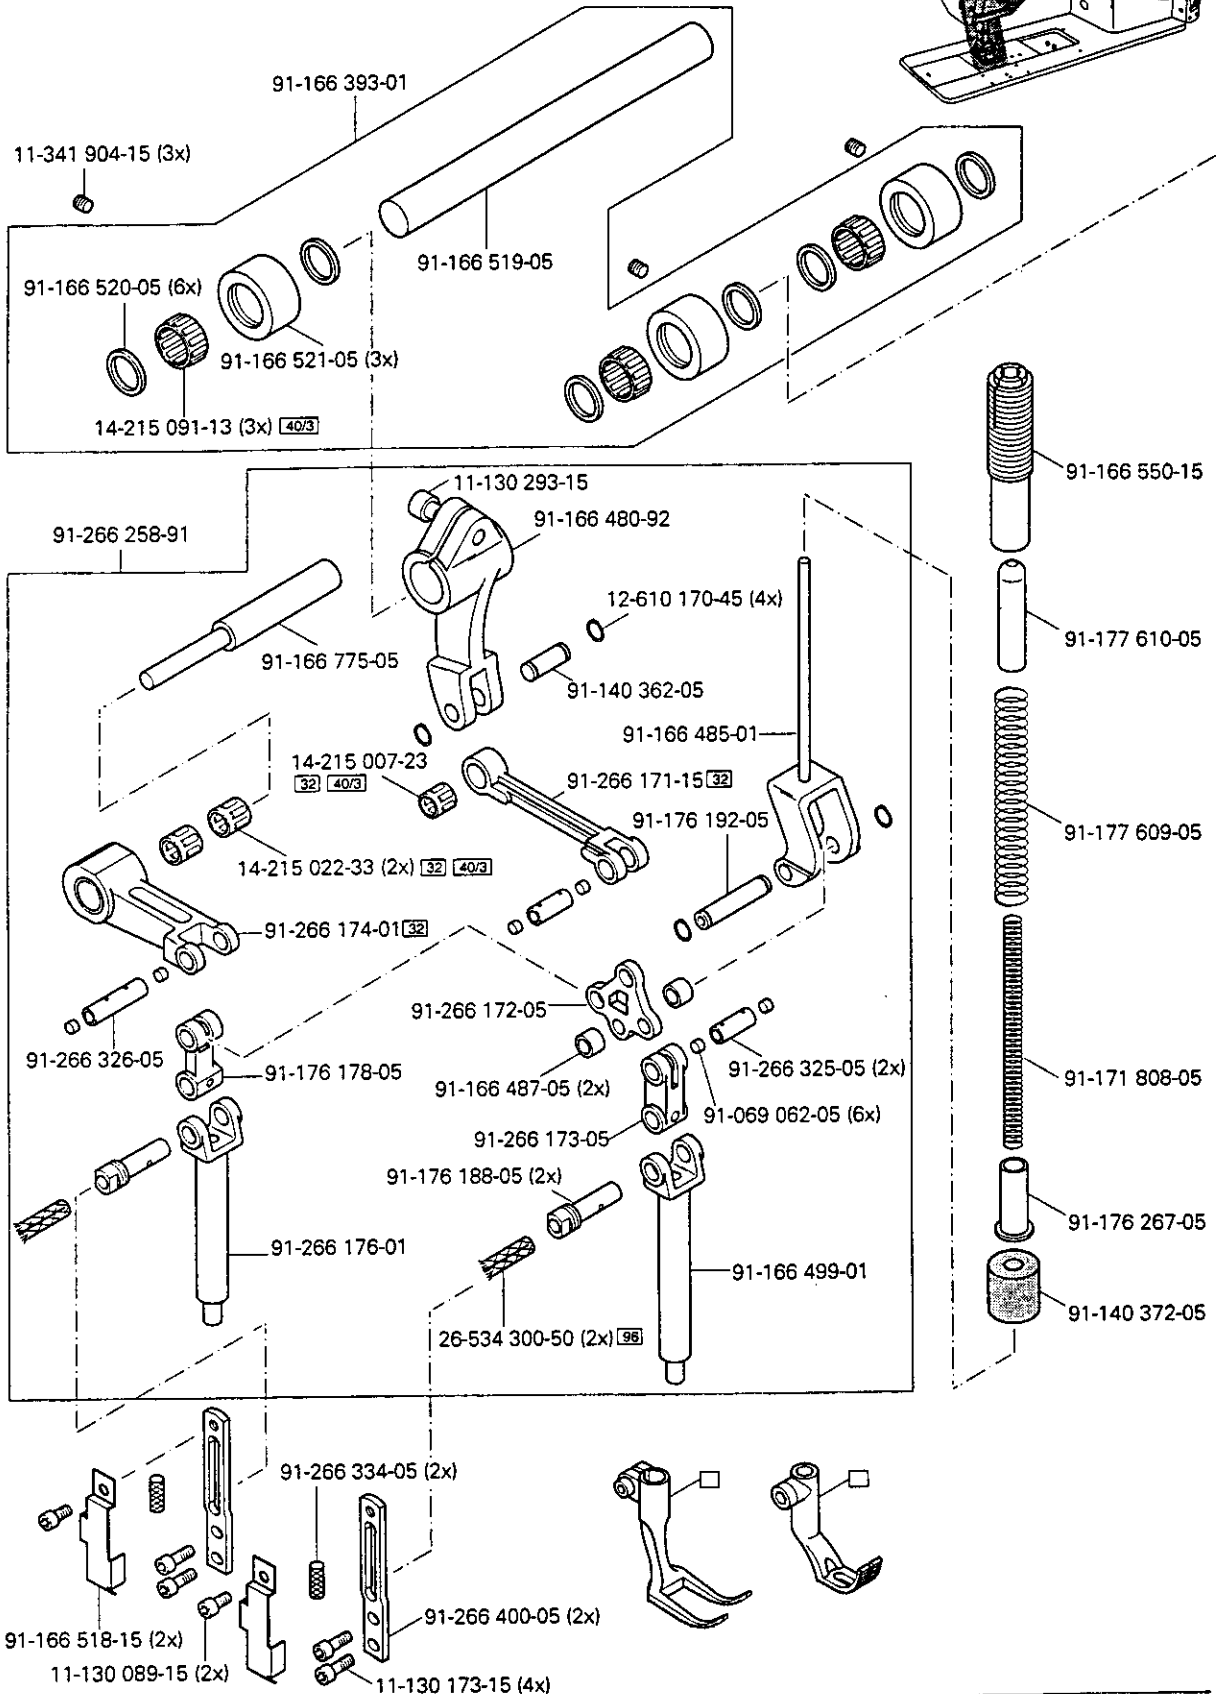 91-166 393-01
11-341 904-15 (3x)
91-166 519-05
91-166 520-05 (6x)
91-166 521-05 (3x)
14-215 091-13 (3x) 40/3
91-166 550-15
11-130 293-15
91-166 480-92
91-266 258-91
12-610 170-45 (4x)
91-177 610-05
91-166 775-05
91-140 362-05
91-166 485-01
14-215 007-23
32 40/3
91-266 171-15 32
91-176 192-05
91-177 609-05
14-215 022-33 (2x) 32 40/3
91-266 174-01 32
91-266 172-05
91-266 326-05
91-176 178-05
91-166 487-05 (2x)
91-266 325-05 (2x)
91-171 808-05
91-069 062-05 (6x)
91-266 173-05
91-176 188-05 (2x)
91-176 267-05
91-266 176-01
91-166 499-01
91-140 372-05
26-534 300-50 (2x) 96
91-266 334-05 (2x)
91-266 400-05 (2x)
91-166 518-15 (2x)
11-130 089-15 (2x)
11-130 173-15 (4x)